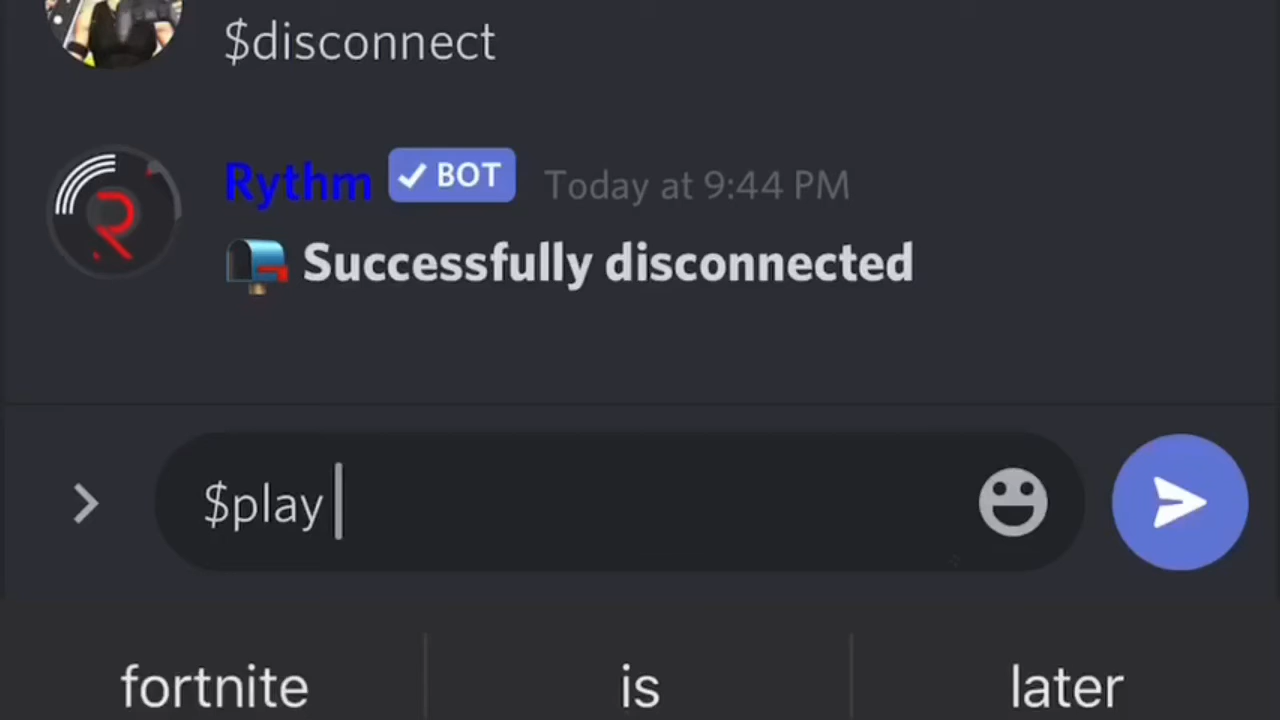 $disconnect
Rythm ✓ BOT Today at 9:44 PM
Successfully disconnected
$play
fortnite is later